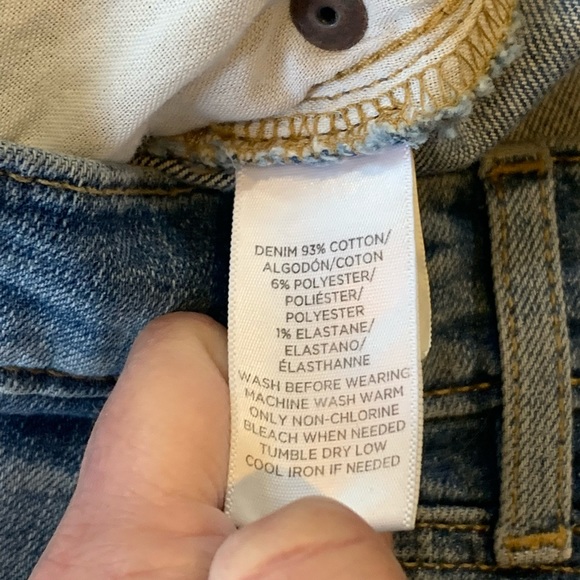 DENIM 93% COTTON/
ALGODÓN/COTON
6% POLYESTER/
POLIÉSTER/
POLYESTER
1% ELASTANE/
ELASTANO/
ÉLASTHANNE
WASH BEFORE WEARING
MACHINE WASH WARM
ONLY NON-CHLORINE
BLEACH WHEN NEEDED
TUMBLE DRY LOW
COOL IRON IF NEEDED